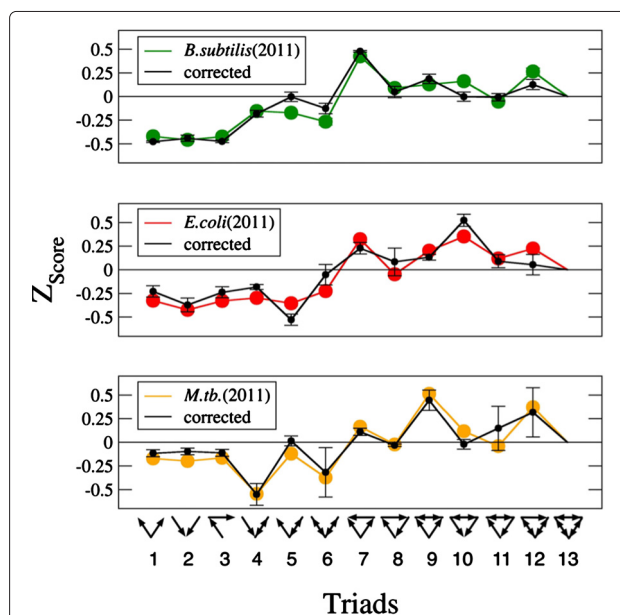 B.subtilis(2011)
corrected
0.5
0.25
0
-0.25
-0.5
E.coli(2011)
corrected
0.5
0.25
0
-0.25
-0.5
ZScore
M.tb.(2011)
corrected
0.5
0.25
0
-0.25
-0.5
1 2 3 4 5 6 7 8 9 10 11 12 13
Triads